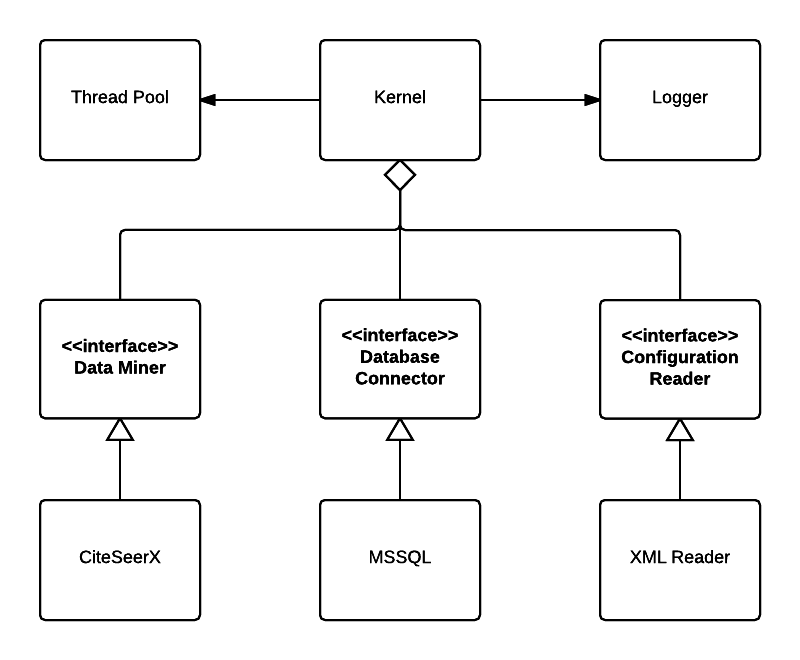 Thread Pool
Kernel
Logger
<<interface>>
Data Miner
<<interface>>
Database
Connector
<<interface>>
Configuration
Reader
CiteSeerX
MSSQL
XML Reader